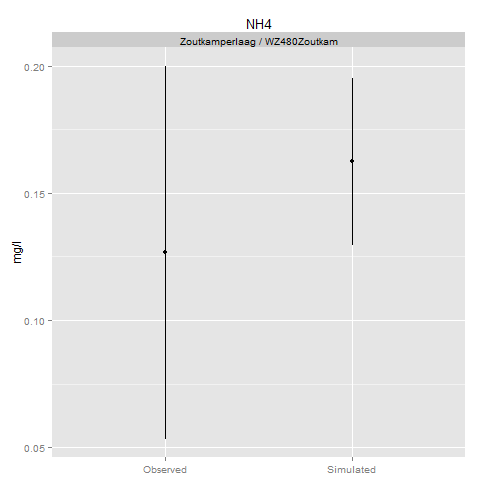 NH4
Zoutkamperlaag / WZ480Zoutkam
0.20
0.15
0.10
0.05
mg/l
Observed
Simulated